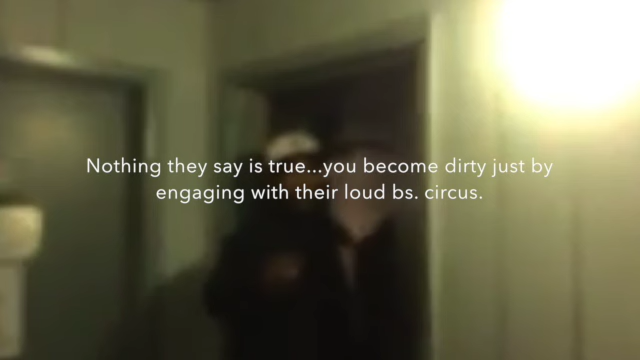 Nothing they say is true...you become dirty just by
engaging with their loud bs. circus.